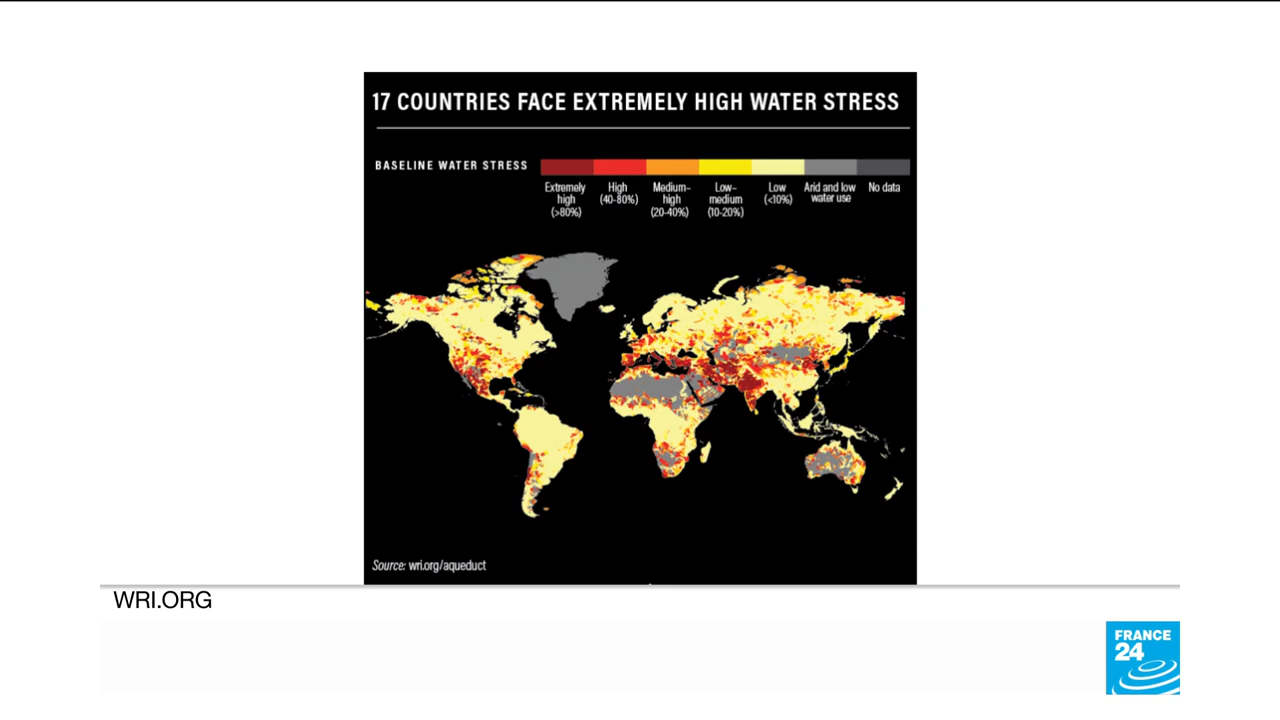 17 COUNTRIES FACE EXTREMELY HIGH WATER STRESS
BASELINE WATER STRESS
Extremely high (>80%)
High (40-80%)
Medium–high (20-40%)
Low–medium (10-20%)
Low (<10%)
Arid and low water use
No data
Source: wri.org/aqueduct
WRI.ORG
FRANCE
24